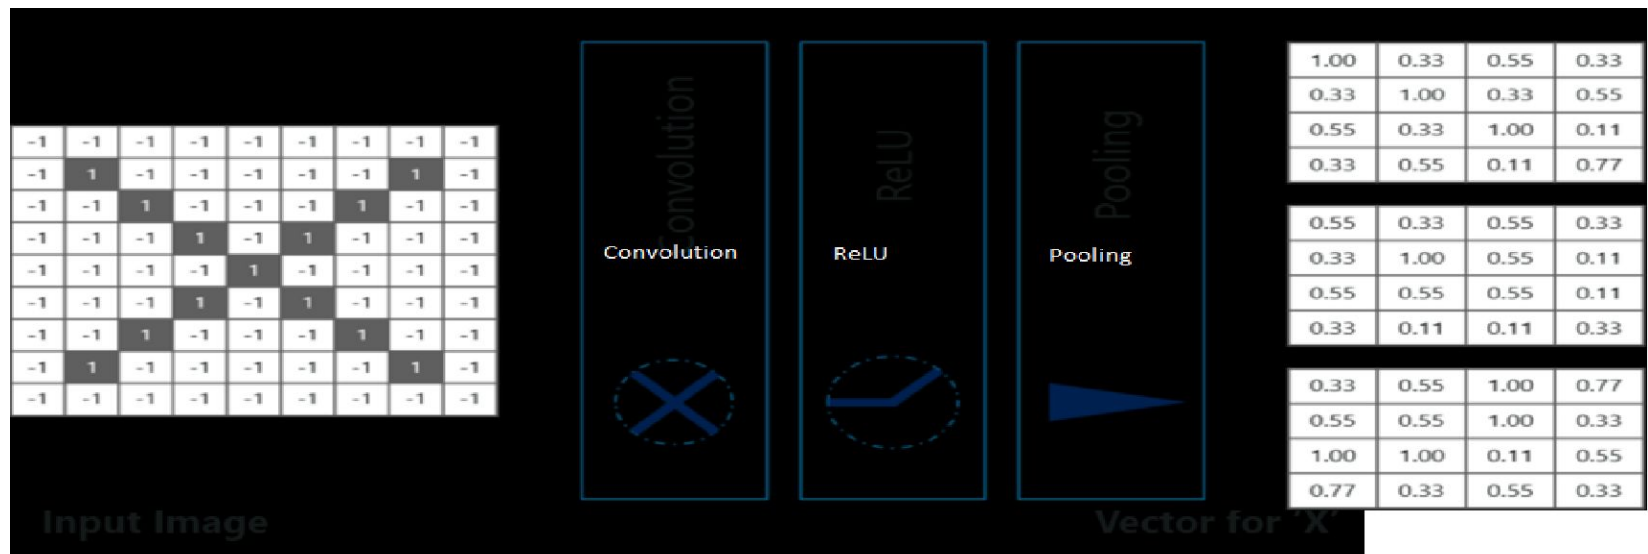 -1 -1 -1 -1 -1 -1 -1 -1 -1
-1 1 -1 -1 -1 -1 -1 1 -1
-1 -1 1 -1 -1 -1 1 -1 -1
-1 -1 -1 1 -1 1 -1 -1 -1
-1 -1 -1 -1 1 -1 -1 -1 -1
-1 -1 -1 1 -1 1 -1 -1 -1
-1 -1 1 -1 -1 -1 1 -1 -1
-1 1 -1 -1 -1 -1 -1 1 -1
-1 -1 -1 -1 -1 -1 -1 -1 -1
Input Image
Convolution
Convolution
ReLU
ReLU
Pooling
Pooling
1.00 0.33 0.55 0.33
0.33 1.00 0.33 0.55
0.55 0.33 1.00 0.11
0.33 0.55 0.11 0.77
0.55 0.33 0.55 0.33
0.33 1.00 0.55 0.11
0.55 0.55 0.55 0.11
0.33 0.11 0.11 0.33
0.33 0.55 1.00 0.77
0.55 0.55 1.00 0.33
1.00 1.00 0.11 0.55
0.77 0.33 0.55 0.33
Vector for 'X'